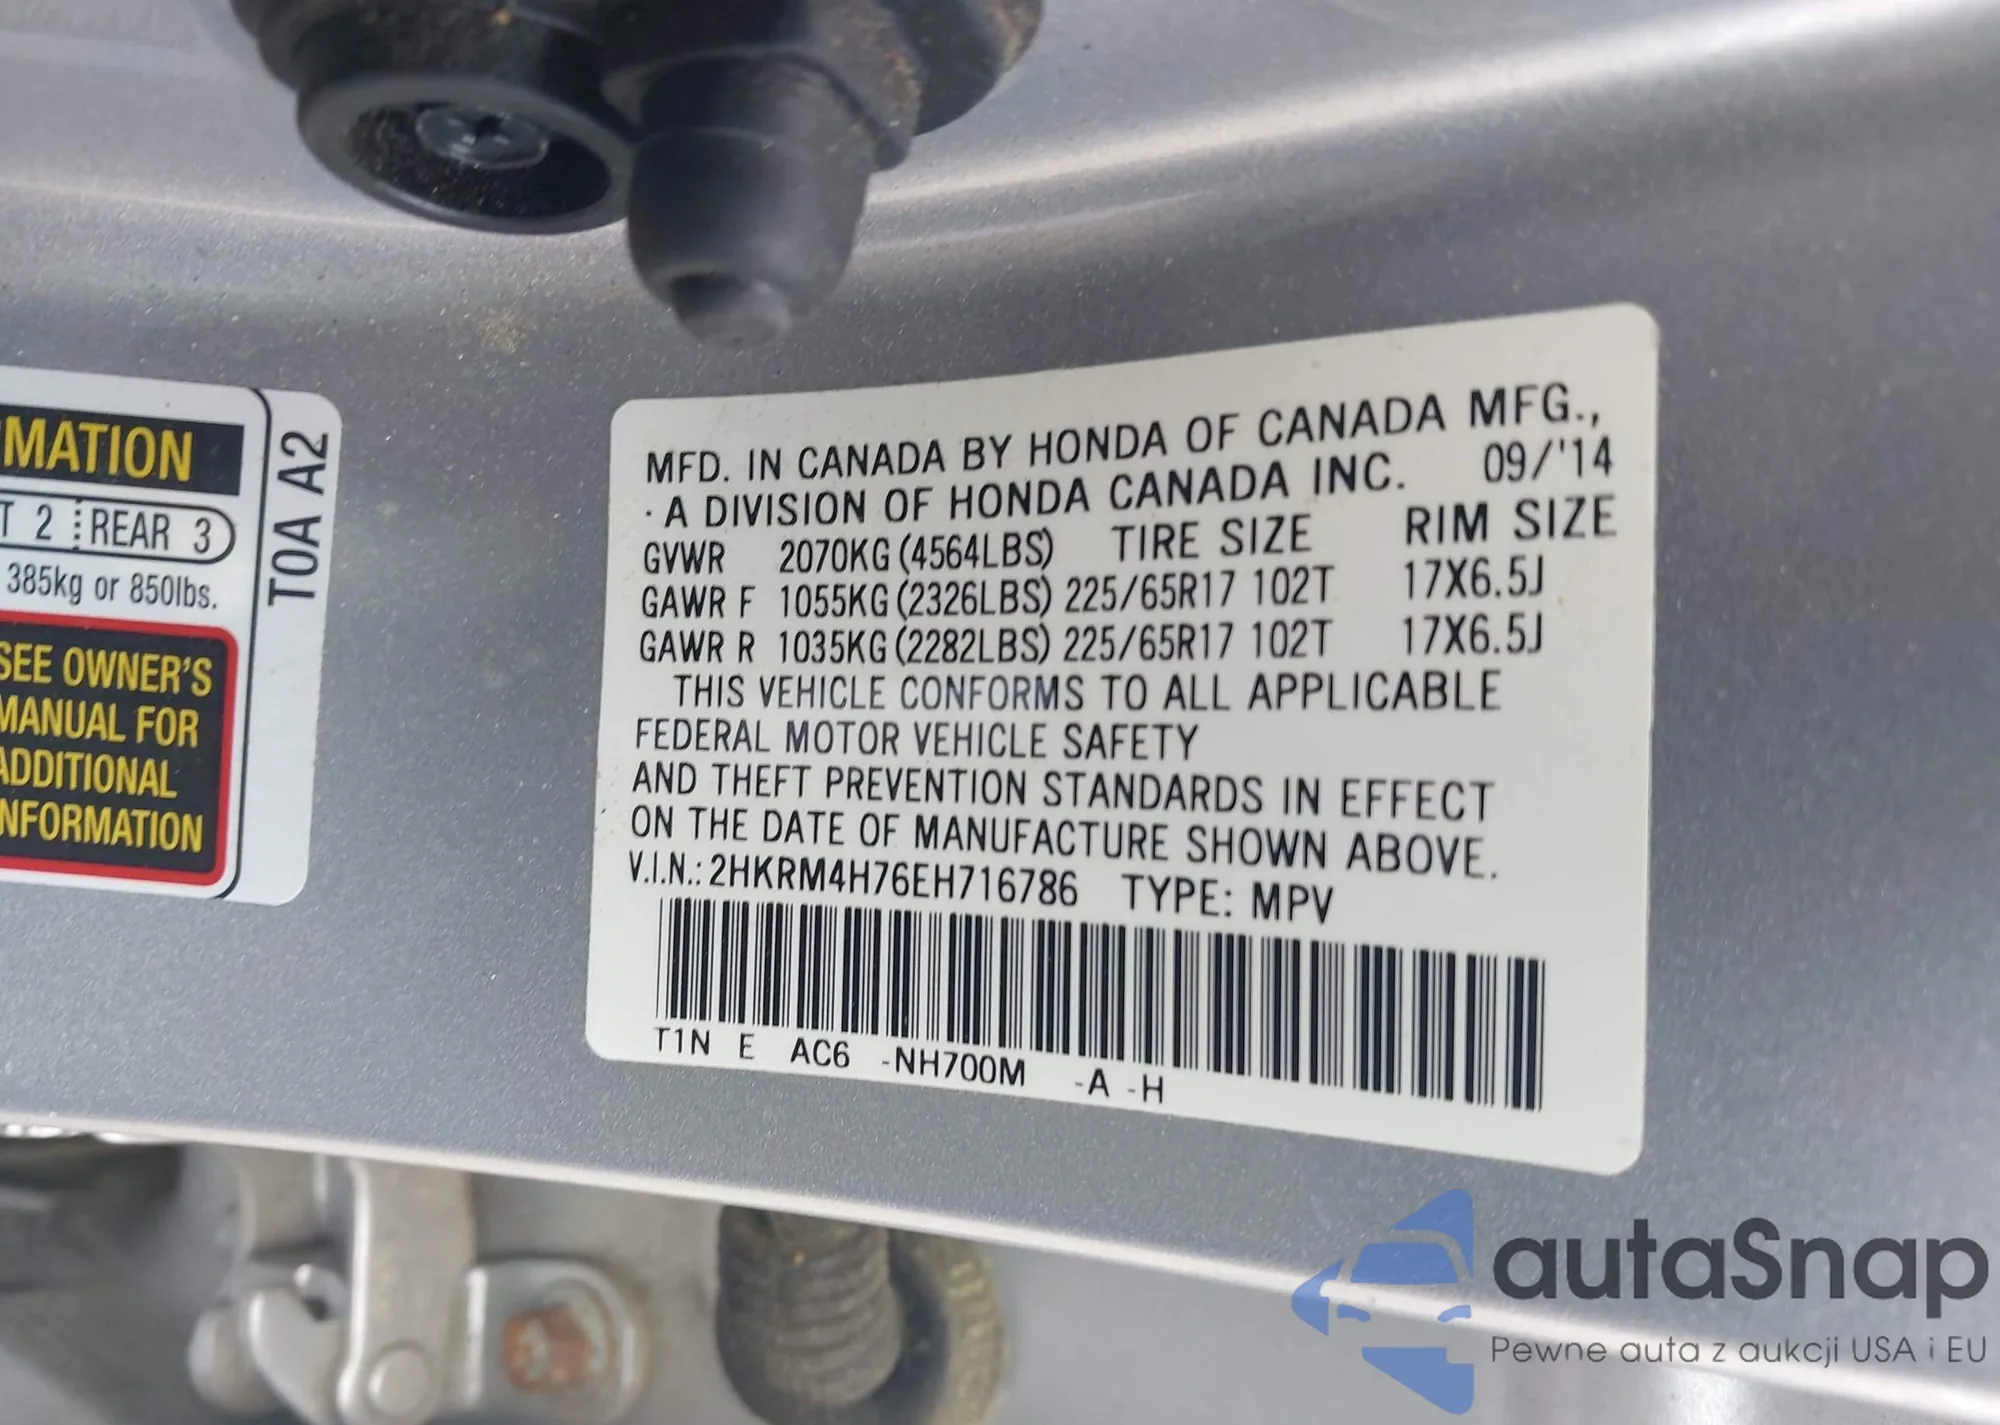 MATION
T 2 REAR 3
385kg or 850lbs.
SEE OWNER'S
MANUAL FOR
ADDITIONAL
INFORMATION
T0A A2
MFD. IN CANADA BY HONDA OF CANADA MFG.,
· A DIVISION OF HONDA CANADA INC. 09/'14
GVWR 2070KG (4564LBS) TIRE SIZE RIM SIZE
GAWR F 1055KG (2326LBS) 225/65R17 102T 17X6.5J
GAWR R 1035KG (2282LBS) 225/65R17 102T 17X6.5J
THIS VEHICLE CONFORMS TO ALL APPLICABLE
FEDERAL MOTOR VEHICLE SAFETY
AND THEFT PREVENTION STANDARDS IN EFFECT
ON THE DATE OF MANUFACTURE SHOWN ABOVE.
V.I.N.: 2HKRM4H76EH716786 TYPE: MPV
T1N E AC6 -NH700M -A -H
autaSnap
Pewne auta z aukcji USA i EU